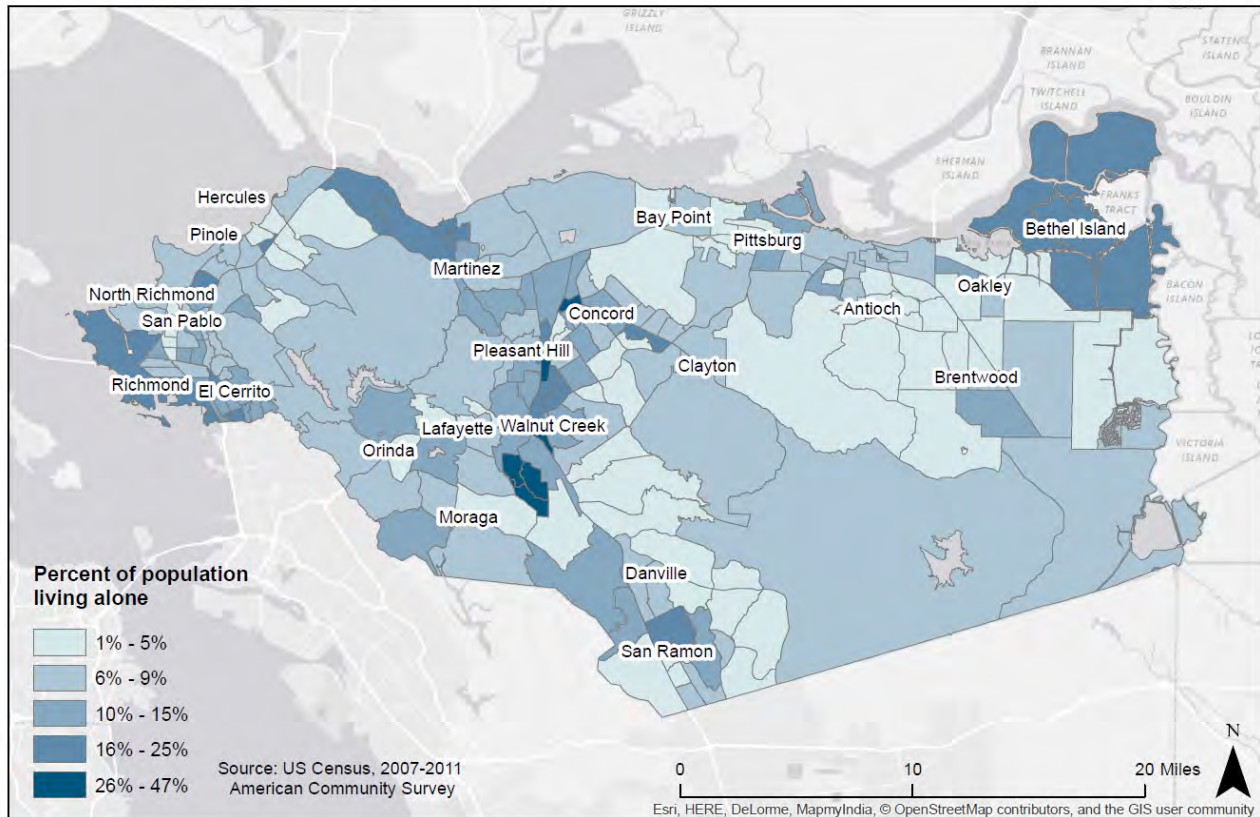 GRIZZLY
ISLAND
STATEN
ISLAND
BRANNAN
ISLAND
TWITCHELL
ISLAND
BOULDIN
ISLAND
SHERMAN
ISLAND
FRANKS
TRACT
Hercules
Bay Point
Bethel Island
Pinole
Pittsburg
Martinez
Oakley
BACON
ISLAND
North Richmond
San Pablo
Concord
Antioch
Pleasant Hill
Clayton
Richmond
El Cerrito
Brentwood
Lafayette
Walnut Creek
Orinda
VICTORIA
ISLAND
Moraga
Danville
San Ramon
Percent of population
living alone
1% - 5%
6% - 9%
10% - 15%
16% - 25%
26% - 47%
Source: US Census, 2007-2011
American Community Survey
N
0 10 20 Miles
Esri, HERE, DeLorme, MapmyIndia, © OpenStreetMap contributors, and the GIS user community